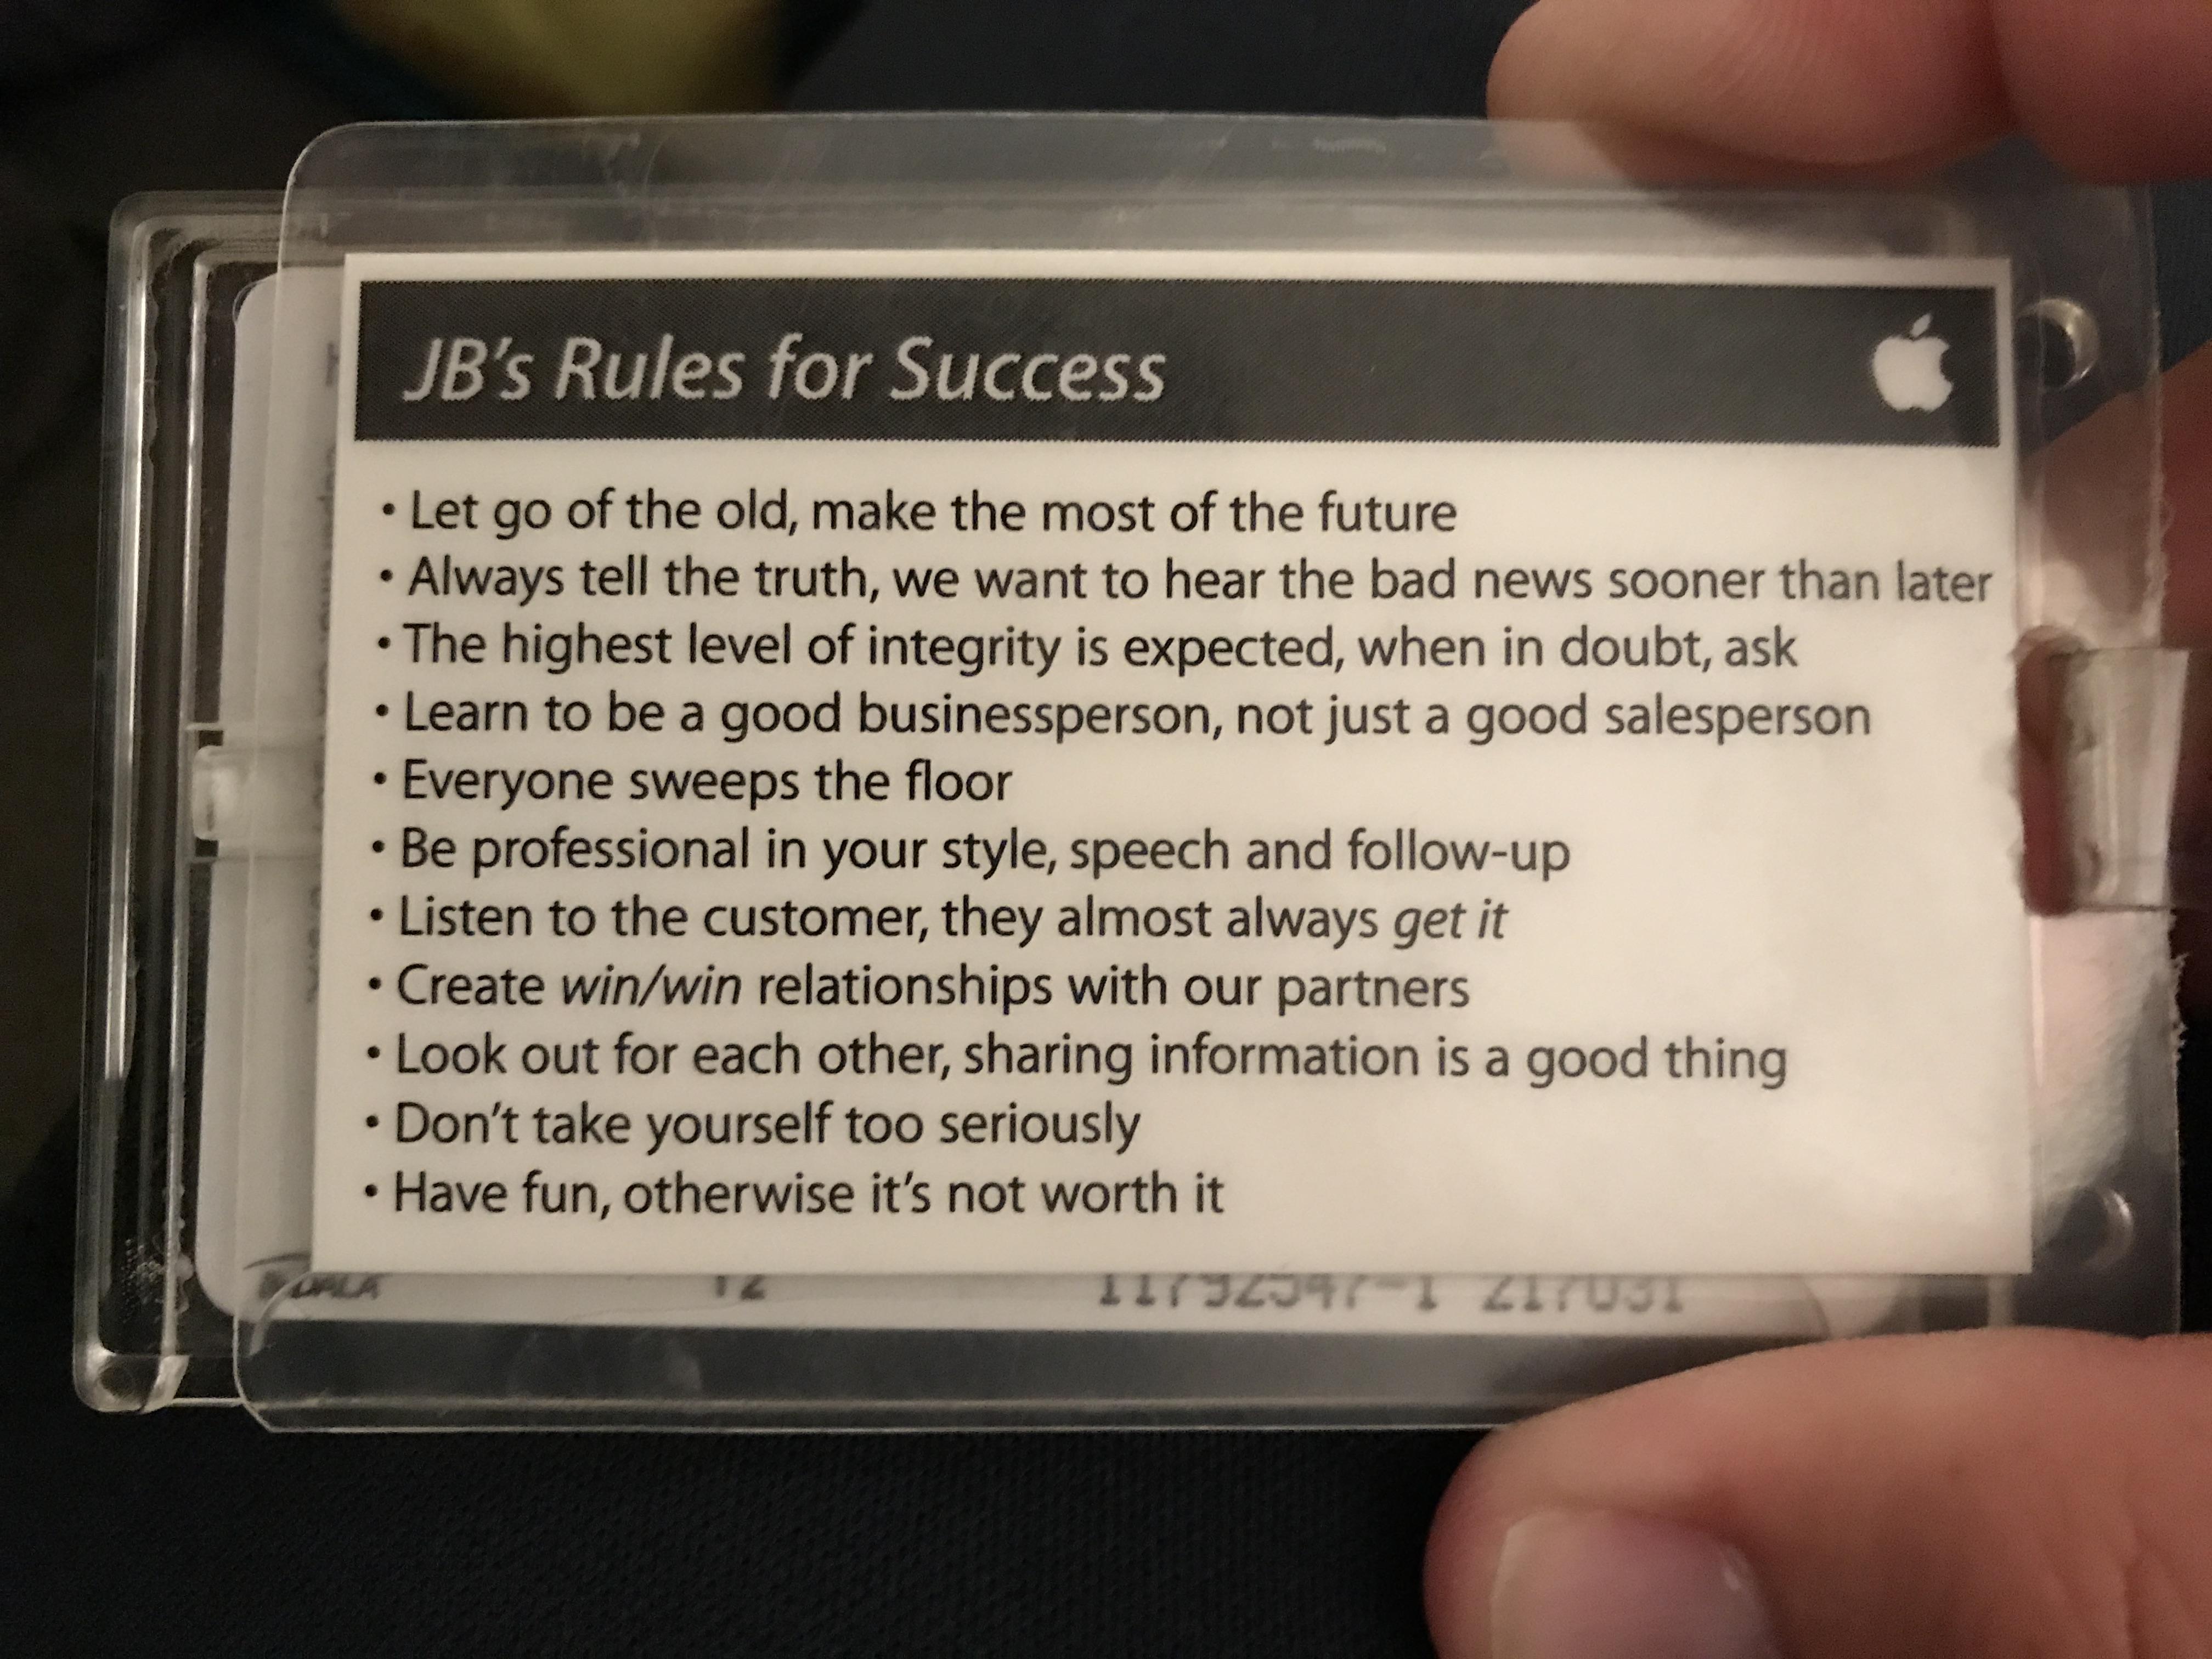 JB's Rules for Success
• Let go of the old, make the most of the future
• Always tell the truth, we want to hear the bad news sooner than later
• The highest level of integrity is expected, when in doubt, ask
• Learn to be a good businessperson, not just a good salesperson
• Everyone sweeps the floor
• Be professional in your style, speech and follow-up
• Listen to the customer, they almost always get it
• Create win/win relationships with our partners
• Look out for each other, sharing information is a good thing
• Don't take yourself too seriously
• Have fun, otherwise it's not worth it